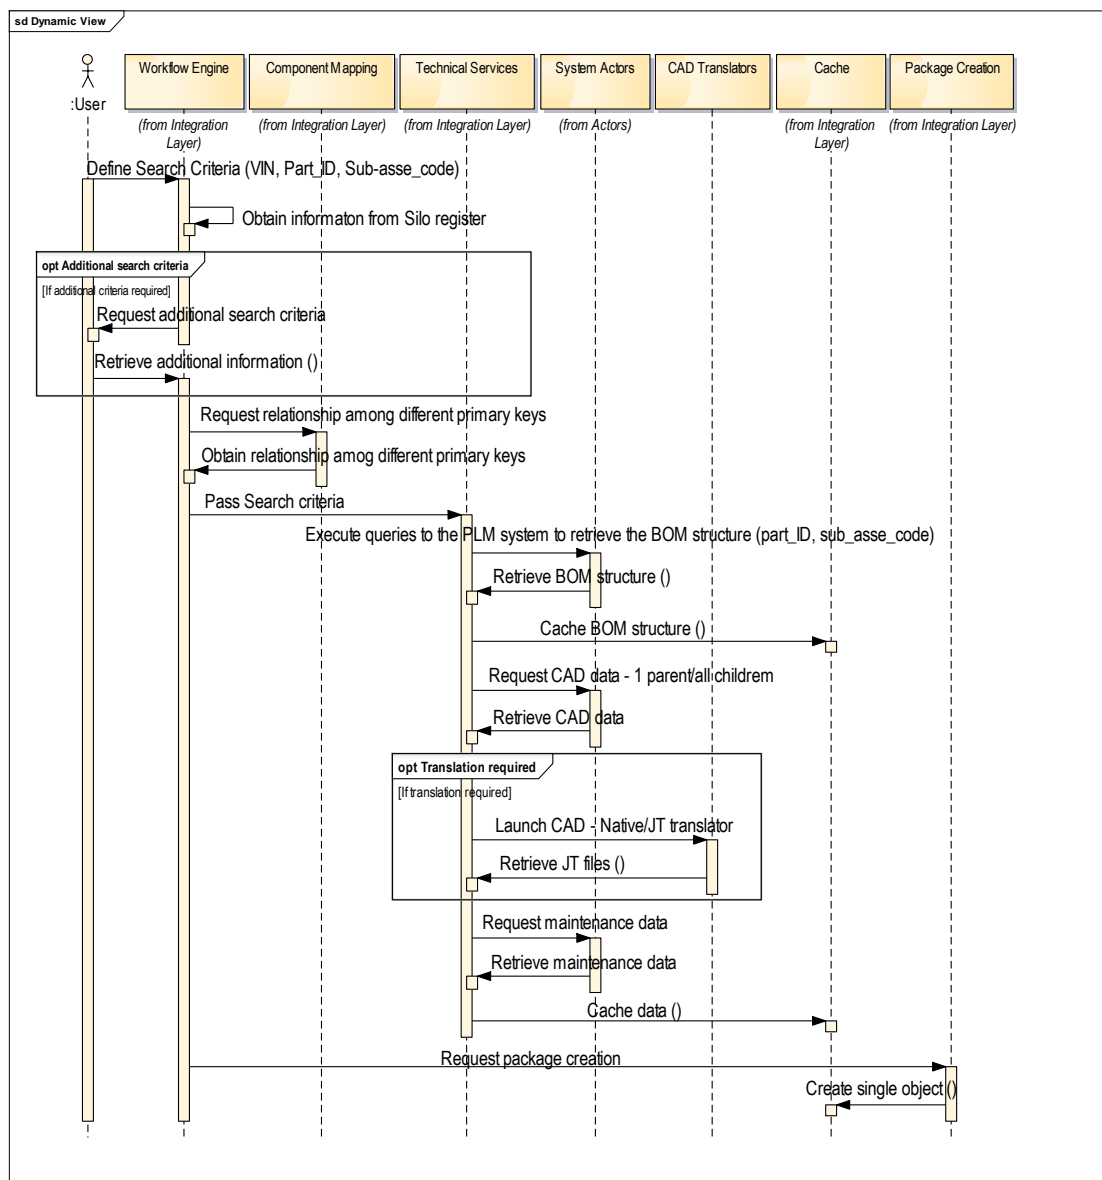 sd Dynamic View
:User
Workflow Engine
Component Mapping
Technical Services
System Actors
CAD Translators
Cache
Package Creation
(from Integration
Layer)
(from Integration Layer)
(from Integration Layer)
(from Actors)
(from Integration
Layer)
(from Integration Layer)
Define Search Criteria (VIN, Part_ID, Sub-asse_code)
Obtain informaton from Silo register
opt Additional search criteria
[If additional criteria required]
Request additional search criteria
Retrieve additional information ()
Request relationship among different primary keys
Obtain relationship amog different primary keys
Pass Search criteria
Execute queries to the PLM system to retrieve the BOM structure (part_ID, sub_asse_code)
Retrieve BOM structure ()
Cache BOM structure ()
Request CAD data - 1 parent/all childrem
Retrieve CAD data
opt Translation required
[If translation required]
Launch CAD - Native/JT translator
Retrieve JT files ()
Request maintenance data
Retrieve maintenance data
Cache data ()
Request package creation
Create single object ()